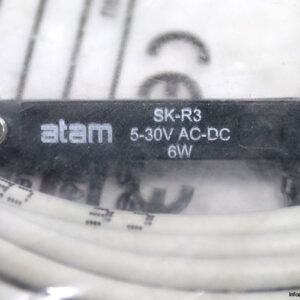 atam
SK-R3
5-30V AC-DC
6W